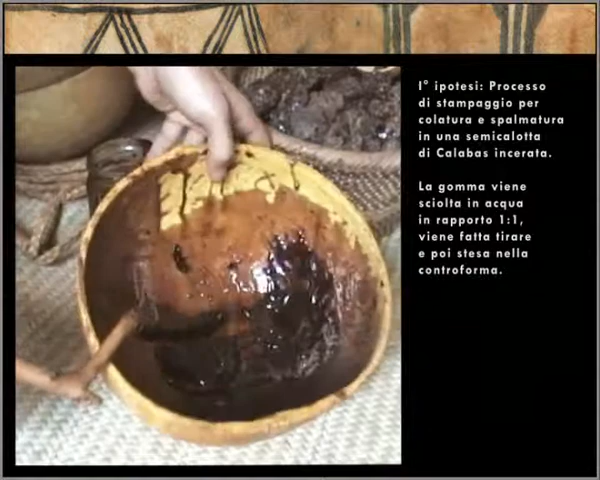 I° ipotesi: Processo
di stampaggio per
colatura e spalmatura
in una semicalotta
di Calabas incerata.
La gomma viene
sciolta in acqua
in rapporto 1:1,
viene fatta tirare
e poi stesa nella
controforma.